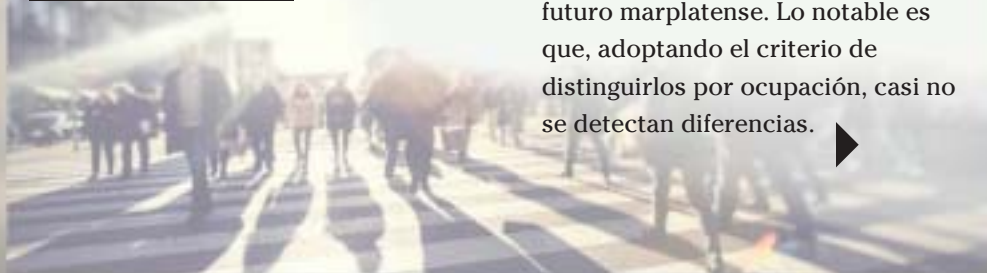 futuro marplatense. Lo notable es
que, adoptando el criterio de
distinguirlos por ocupación, casi no
se detectan diferencias.